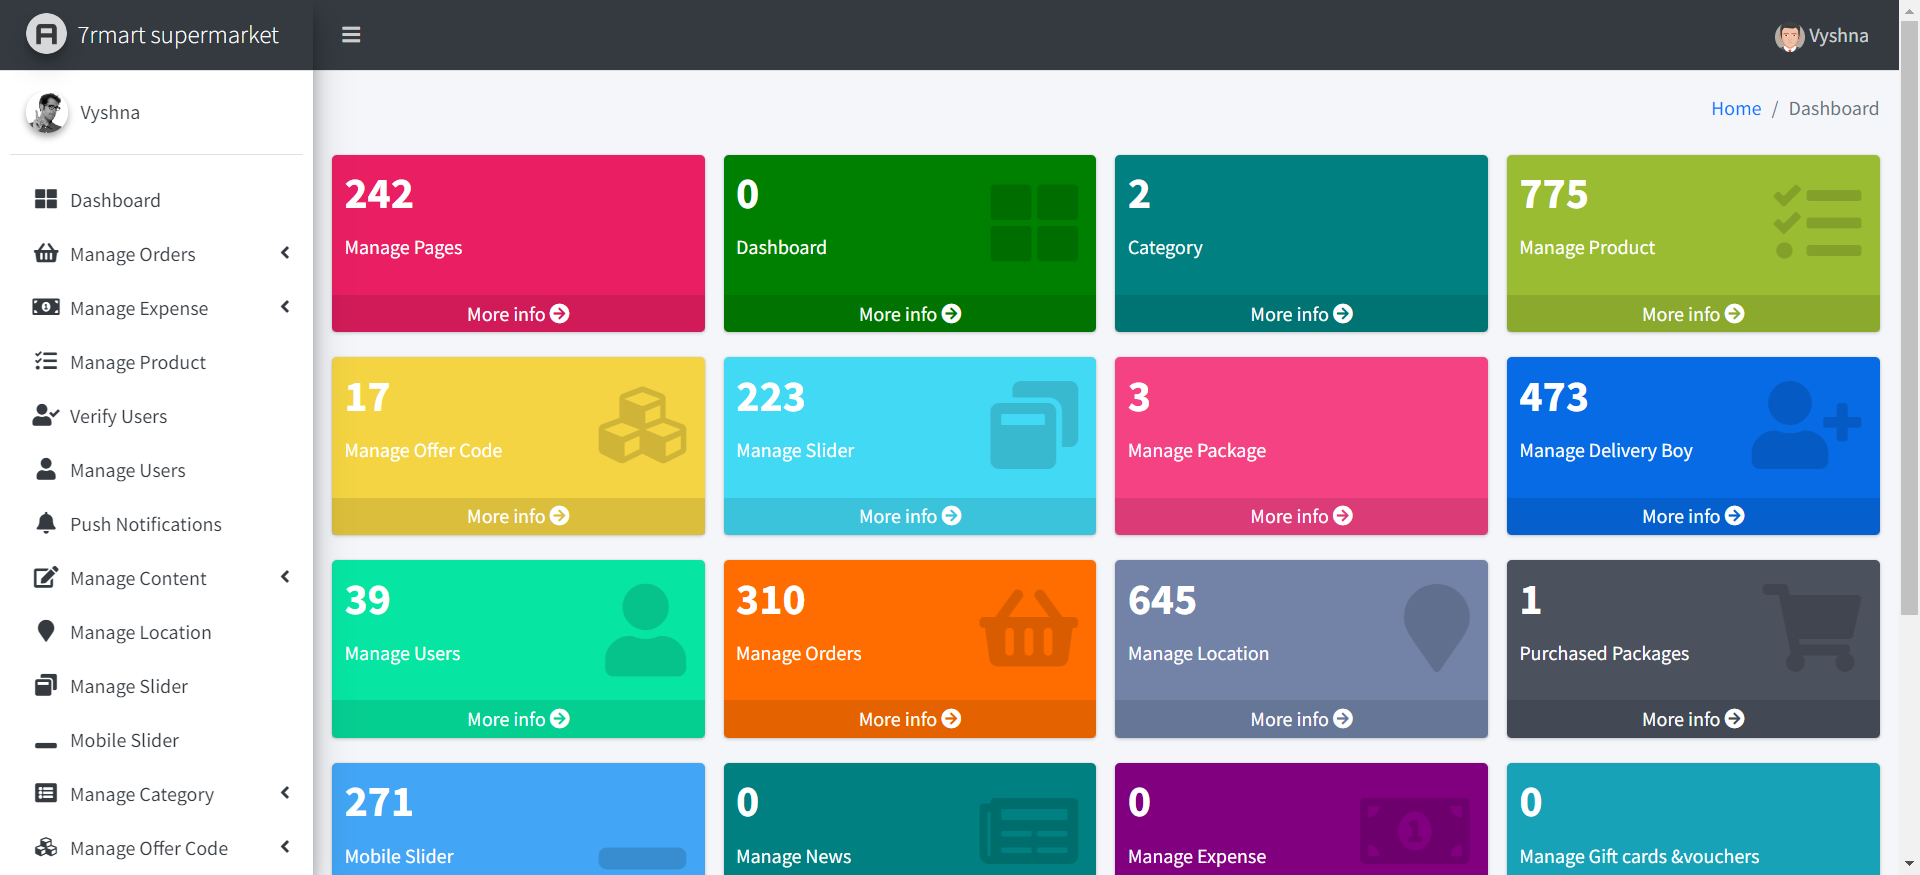 7rmart supermarket
Vyshna
Vyshna
Home / Dashboard
Dashboard
Manage Orders
Manage Expense
Manage Product
Verify Users
Manage Users
Push Notifications
Manage Content
Manage Location
Manage Slider
Mobile Slider
Manage Category
Manage Offer Code
242
Manage Pages
More info
0
Dashboard
More info
2
Category
More info
775
Manage Product
More info
17
Manage Offer Code
More info
223
Manage Slider
More info
3
Manage Package
More info
473
Manage Delivery Boy
More info
39
Manage Users
More info
310
Manage Orders
More info
645
Manage Location
More info
1
Purchased Packages
More info
271
Mobile Slider
0
Manage News
0
Manage Expense
0
Manage Gift cards &vouchers